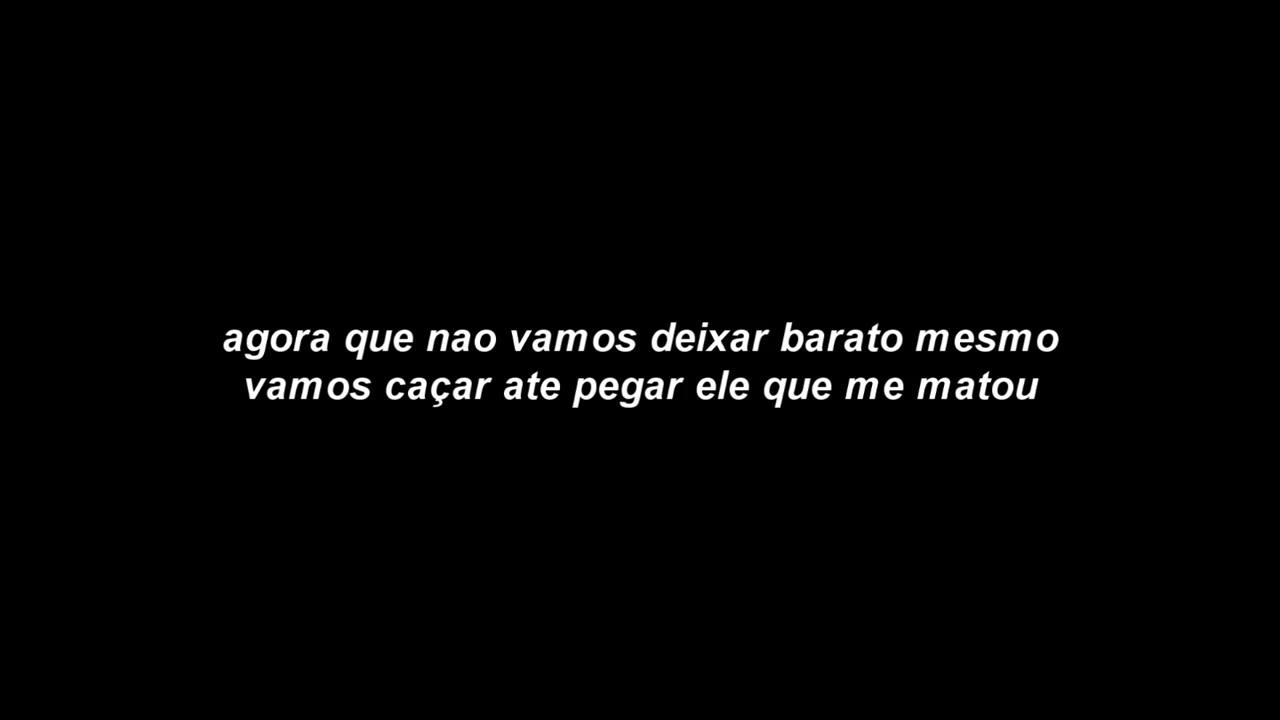 agora que nao vamos deixar barato mesmo
vamos caçar ate pegar ele que me matou